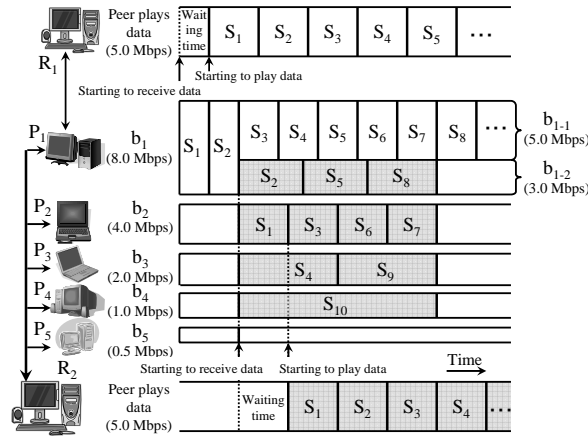 Peer plays data (5.0 Mbps)
Waiting time
S1 S2 S3 S4 S5 ...
R1
Starting to play data
Starting to receive data
P1
b1 (8.0 Mbps)
S1 S2 S3 S4 S5 S6 S7 S8 ...
b1-1 (5.0 Mbps)
S2 S5 S8
b1-2 (3.0 Mbps)
P2
b2 (4.0 Mbps)
S1 S3 S6 S7
P3
b3 (2.0 Mbps)
S4 S9
P4
b4 (1.0 Mbps)
S10
P5
b5 (0.5 Mbps)
R2
Starting to receive data
Starting to play data
Time
Peer plays data (5.0 Mbps)
Waiting time
S1 S2 S3 S4 ...